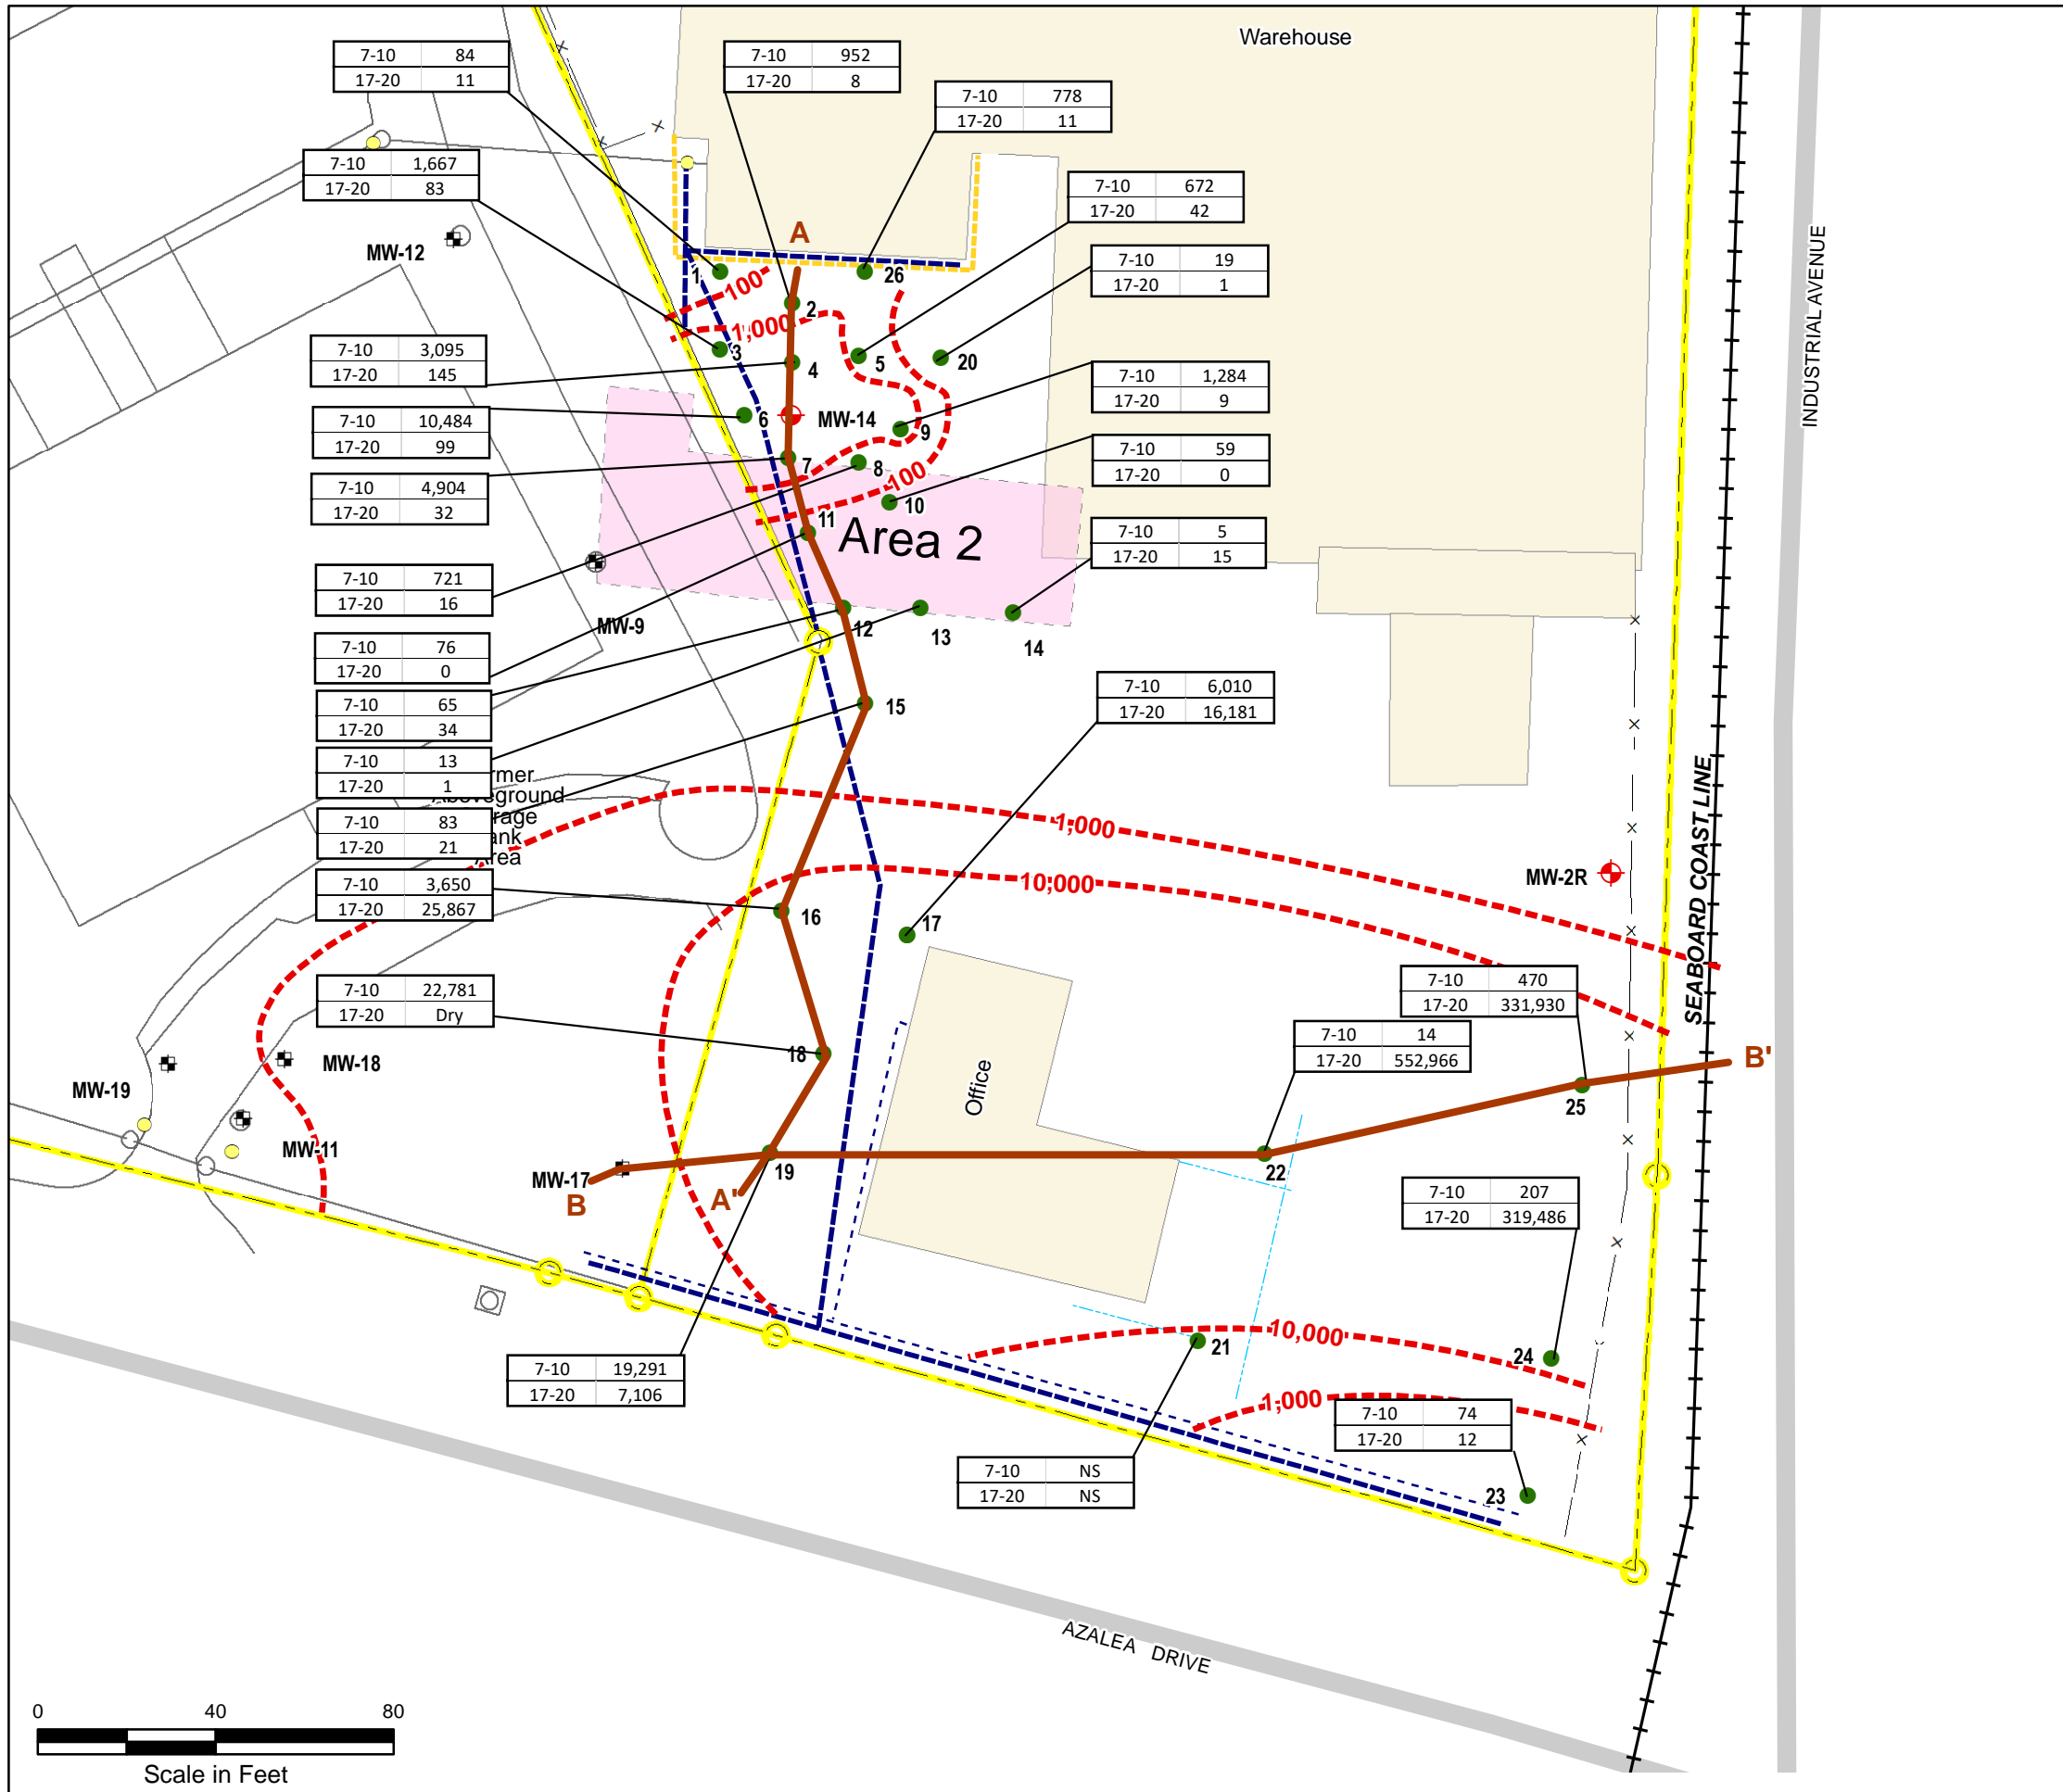 Warehouse
7-10 84
17-20 11
7-10 952
17-20 8
7-10 778
17-20 11
7-10 1,667
17-20 83
7-10 672
17-20 42
MW-12
A
INDUSTRIAL AVENUE
7-10 19
17-20 1
1
26
100
2
1,000
3
4
5
20
7-10 3,095
17-20 145
7-10 1,284
17-20 9
6
MW-14
9
7-10 10,484
17-20 99
7-10 59
17-20 0
7
8
100
10
7-10 4,904
17-20 32
11
Area 2
7-10 5
17-20 15
7-10 721
17-20 16
MW-9
12
13
14
7-10 76
17-20 0
7-10 65
17-20 34
15
7-10 6,010
17-20 16,181
7-10 13
17-20 1
rmer
Aboveground
rage
ank
Area
7-10 83
17-20 21
1,000
SEABOARD COAST LINE
7-10 3,650
17-20 25,867
10,000
MW-2R
16
17
7-10 22,781
17-20 Dry
7-10 470
17-20 331,930
7-10 14
17-20 552,966
18
MW-18
MW-19
Office
B'
25
MW-11
MW-17
B
A'
19
22
7-10 207
17-20 319,486
21
10,000
24
7-10 19,291
17-20 7,106
1,000
7-10 74
17-20 12
7-10 NS
17-20 NS
23
AZALEA DRIVE
0 40 80
Scale in Feet